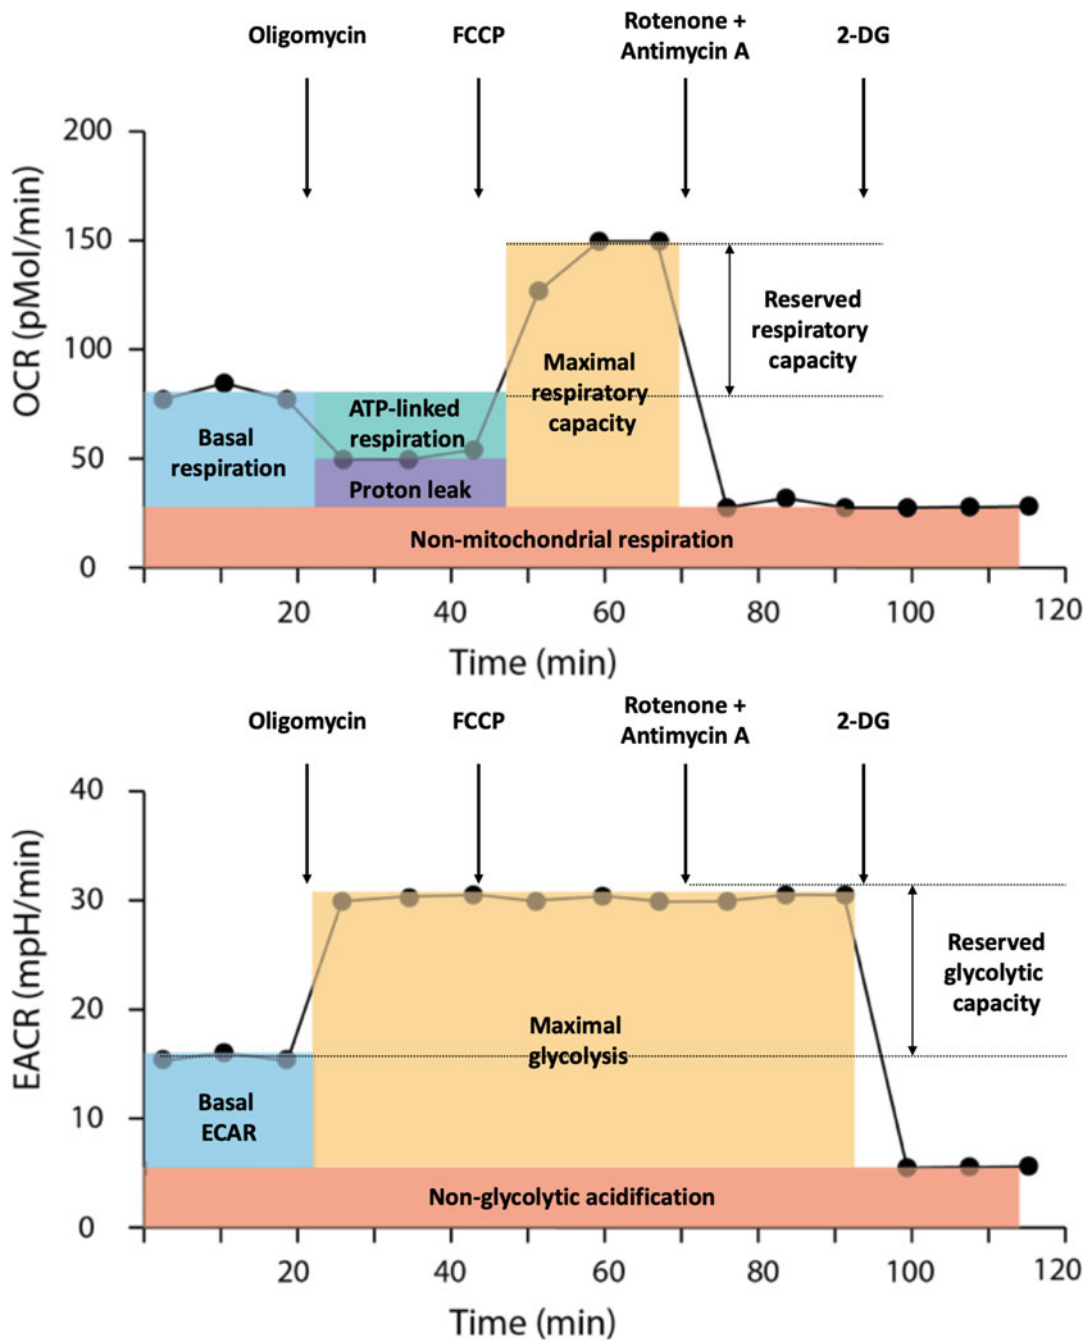 Oligomycin
FCCP
Rotenone +
Antimycin A
2-DG
OCR (pMol/min)
200
150
100
50
0
Reserved
respiratory
capacity
Maximal
respiratory
capacity
ATP-linked
respiration
Basal
respiration
Proton leak
Non-mitochondrial respiration
20
40
60
80
100
120
Time (min)
Oligomycin
FCCP
Rotenone +
Antimycin A
2-DG
EACR (mpH/min)
40
30
20
10
0
Reserved
glycolytic
capacity
Maximal
glycolysis
Basal
ECAR
Non-glycolytic acidification
20
40
60
80
100
120
Time (min)